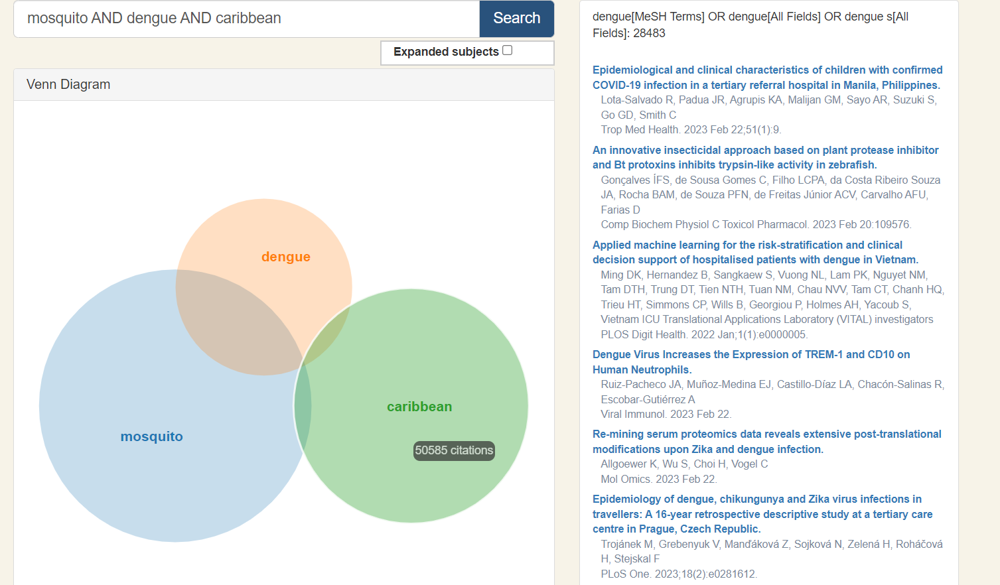 mosquito AND dengue AND caribbean
Search
Expanded subjects
Venn Diagram
dengue
caribbean
mosquito
50585 citations
dengue[MeSH Terms] OR dengue[All Fields] OR dengue s[All
Fields]: 28483
Epidemiological and clinical characteristics of children with confirmed
COVID-19 infection in a tertiary referral hospital in Manila, Philippines.
Lota-Salvado R, Padua JR, Agrupis KA, Malijan GM, Sayo AR, Suzuki S,
Go GD, Smith C
Trop Med Health. 2023 Feb 22;51(1):9.
An innovative insecticidal approach based on plant protease inhibitor
and Bt protoxins inhibits trypsin-like activity in zebrafish.
Gonçalves ÍFS, de Sousa Gomes C, Filho LCPA, da Costa Ribeiro Souza
JA, Rocha BAM, de Souza PFN, de Freitas Júnior ACV, Carvalho AFU,
Farias D
Comp Biochem Physiol C Toxicol Pharmacol. 2023 Feb 20:109576.
Applied machine learning for the risk-stratification and clinical
decision support of hospitalised patients with dengue in Vietnam.
Ming DK, Hernandez B, Sangkaew S, Vuong NL, Lam PK, Nguyet NM,
Tam DTH, Trung DT, Tien NTH, Tuan NM, Chau NVV, Tam CT, Chanh HQ,
Trieu HT, Simmons CP, Wills B, Georgiou P, Holmes AH, Yacoub S,
Vietnam ICU Translational Applications Laboratory (VITAL) investigators
PLOS Digit Health. 2022 Jan;1(1):e0000005.
Dengue Virus Increases the Expression of TREM-1 and CD10 on
Human Neutrophils.
Ruiz-Pacheco JA, Muñoz-Medina EJ, Castillo-Díaz LA, Chacón-Salinas R,
Escobar-Gutiérrez A
Viral Immunol. 2023 Feb 22.
Re-mining serum proteomics data reveals extensive post-translational
modifications upon Zika and dengue infection.
Allgoewer K, Wu S, Choi H, Vogel C
Mol Omics. 2023 Feb 22.
Epidemiology of dengue, chikungunya and Zika virus infections in
travellers: A 16-year retrospective descriptive study at a tertiary care
centre in Prague, Czech Republic.
Trojánek M, Grebenyuk V, Manďáková Z, Sojková N, Zelená H, Roháčová
H, Stejskal F
PLoS One. 2023;18(2):e0281612.